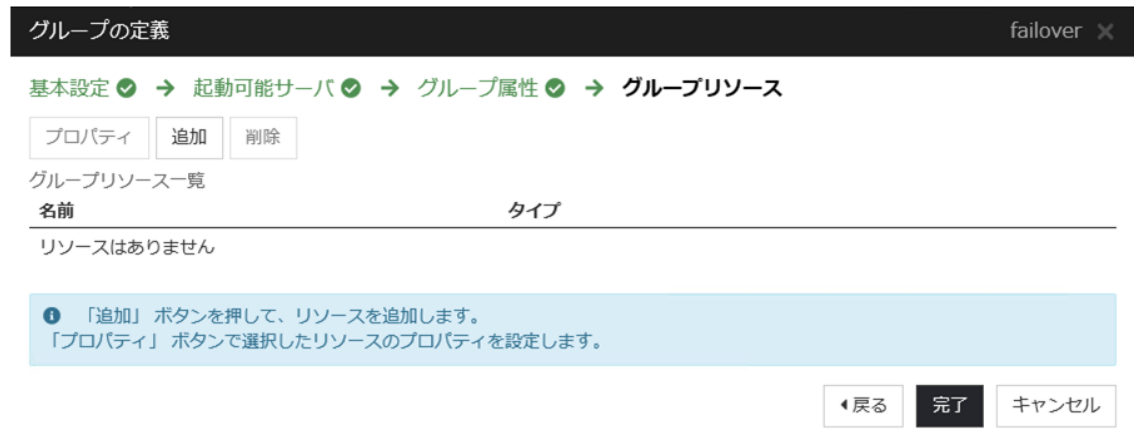 グループの定義 failover
基本設定 → 起動可能サーバ → グループ属性 → グループリソース
プロパティ 追加 削除
グループリソース一覧
名前 タイプ
リソースはありません
「追加」 ボタンを押して、リソースを追加します。
「プロパティ」 ボタンで選択したリソースのプロパティを設定します。
戻る 完了 キャンセル